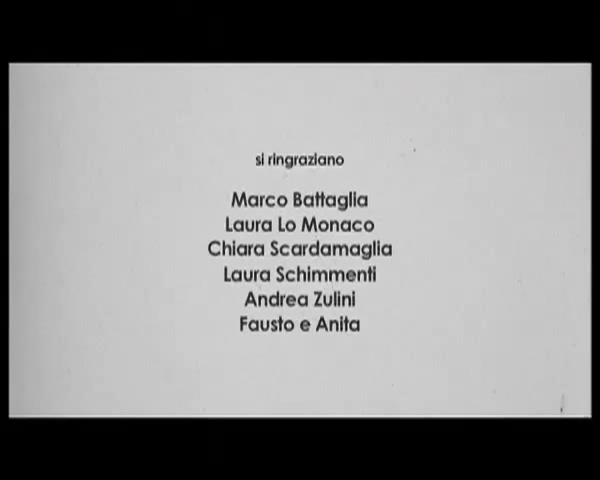 si ringraziano
Marco Battaglia
Laura Lo Monaco
Chiara Scardamaglia
Laura Schimmenti
Andrea Zulini
Fausto e Anita